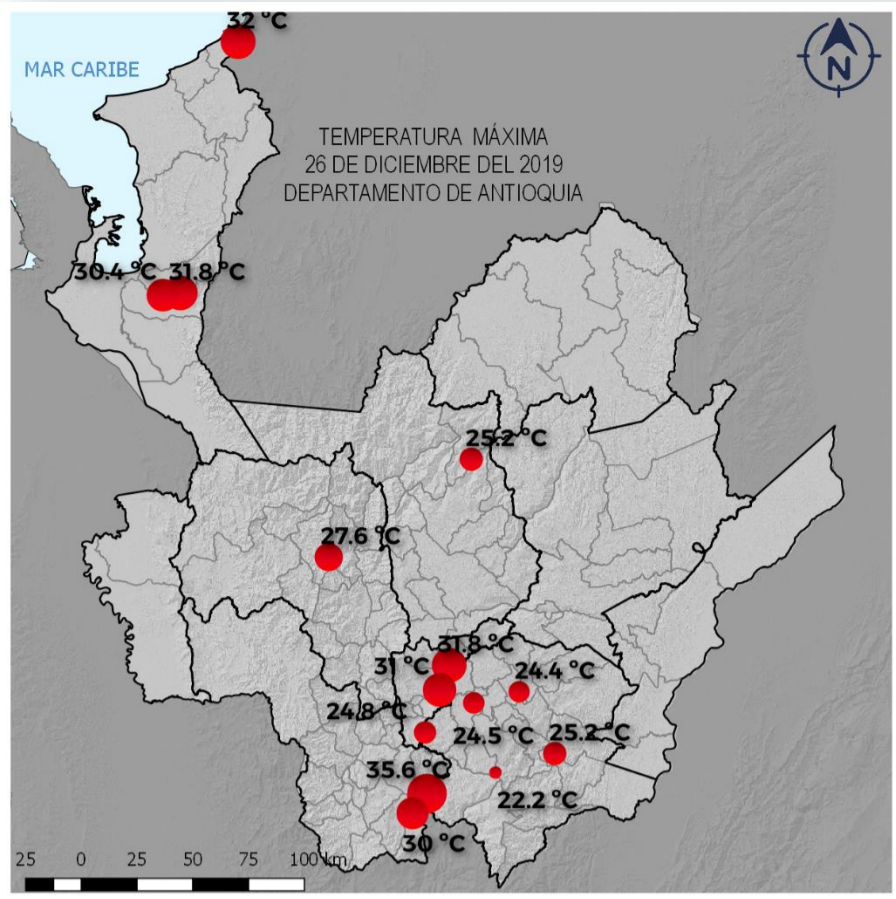 32 °C
MAR CARIBE
N
TEMPERATURA MÁXIMA
26 DE DICIEMBRE DEL 2019
DEPARTAMENTO DE ANTIOQUIA
30.4 °C 31.8 °C
25.2 °C
27.6 °C
31.8 °C
31 °C
24.4 °C
24.8 °C
24.5 °C
25.2 °C
35.6 °C
22.2 °C
30 °C
25 0 25 50 75 100 km